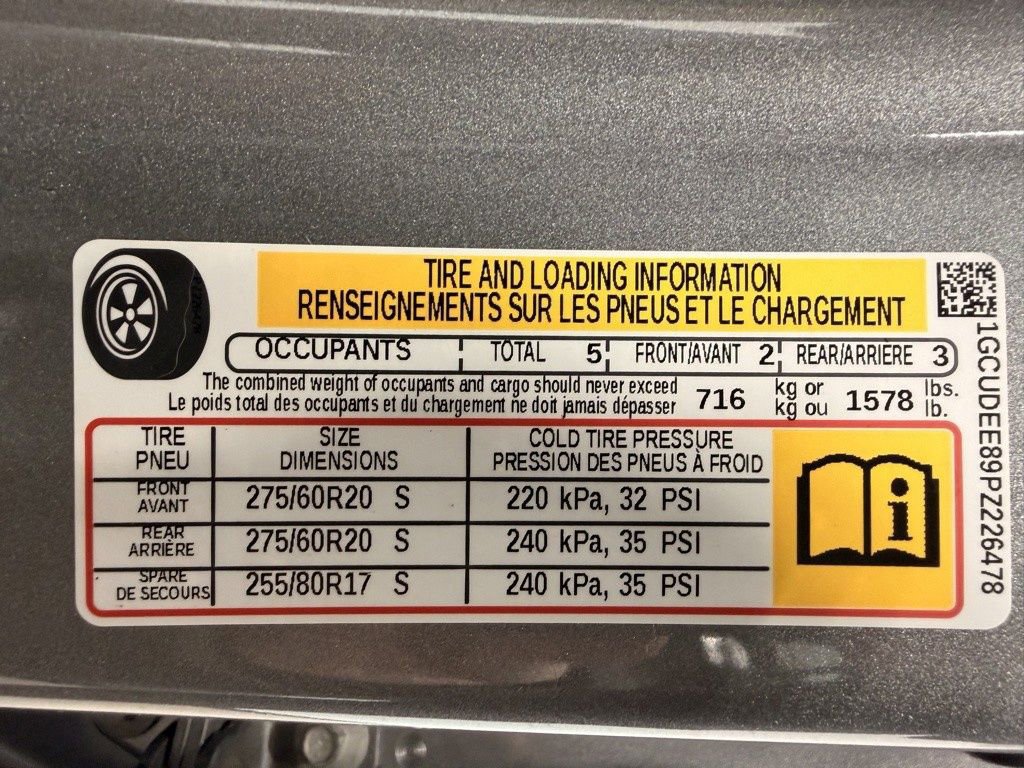 TIRE AND LOADING INFORMATION
RENSEIGNEMENTS SUR LES PNEUS ET LE CHARGEMENT
OCCUPANTS TOTAL 5 FRONT/AVANT 2 REAR/ARRIERE 3
The combined weight of occupants and cargo should never exceed 716 kg or 1578 lbs.
Le poids total des occupants et du chargement ne doit jamais dépasser kg ou lb.
TIRE SIZE COLD TIRE PRESSURE
PNEU DIMENSIONS PRESSION DES PNEUS À FROID
FRONT
AVANT 275/60R20 S 220 kPa, 32 PSI
REAR
ARRIÈRE 275/60R20 S 240 kPa, 35 PSI
SPARE
DE SECOURS 255/80R17 S 240 kPa, 35 PSI
i
1GCUDEE89PZ226478